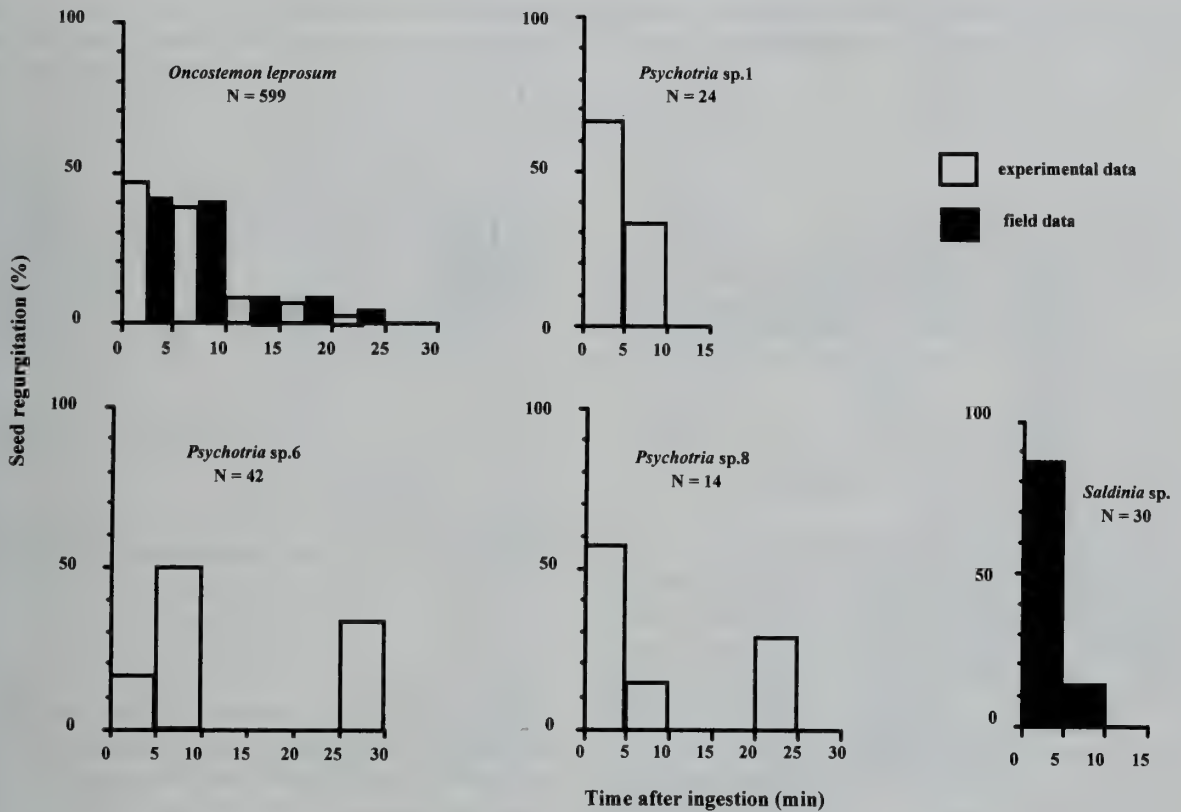 Seed regurgitation (%)
100
50
0
Oncostemon leprosum
N = 599
0 5 10 15 20 25 30
100
50
0
Psychotria sp.1
N = 24
0 5 10 15
experimental data
field data
100
50
0
Psychotria sp.6
N = 42
0 5 10 15 20 25 30
100
50
0
Psychotria sp.8
N = 14
0 5 10 15 20 25 30
100
50
0
Saldinia sp.
N = 30
0 5 10 15
Time after ingestion (min)